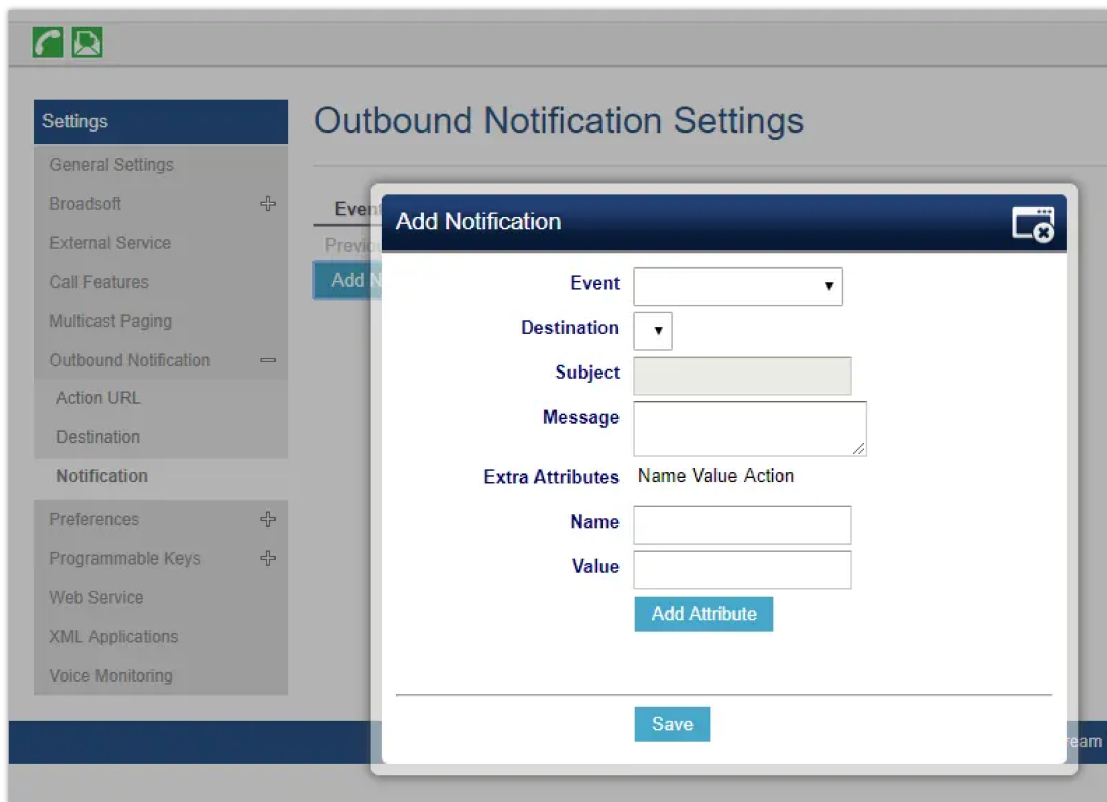 Settings
General Settings
Broadsoft
External Service
Call Features
Multicast Paging
Outbound Notification
Action URL
Destination
Notification
Preferences
Programmable Keys
Web Service
XML Applications
Voice Monitoring
Outbound Notification Settings
Add Notification
Event
Destination
Subject
Message
Extra Attributes Name Value Action
Name
Value
Add Attribute
Save